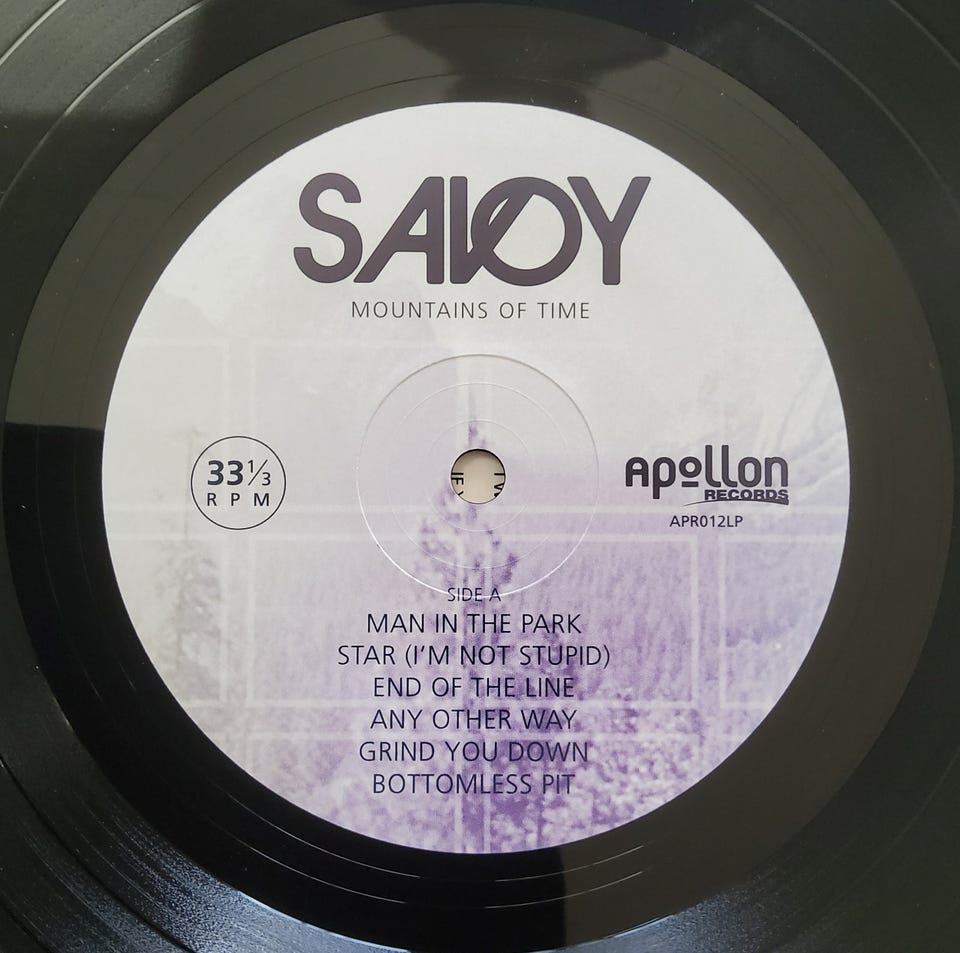 SAVOY
MOUNTAINS OF TIME
33⅓
RPM
Apollon
RECORDS
APR012LP
SIDE A
MAN IN THE PARK
STAR (I'M NOT STUPID)
END OF THE LINE
ANY OTHER WAY
GRIND YOU DOWN
BOTTOMLESS PIT